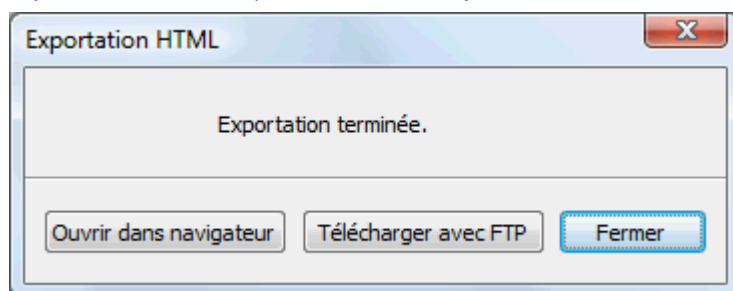 Exportation HTML
Exportation terminée.
Ouvrir dans navigateur Télécharger avec FTP Fermer